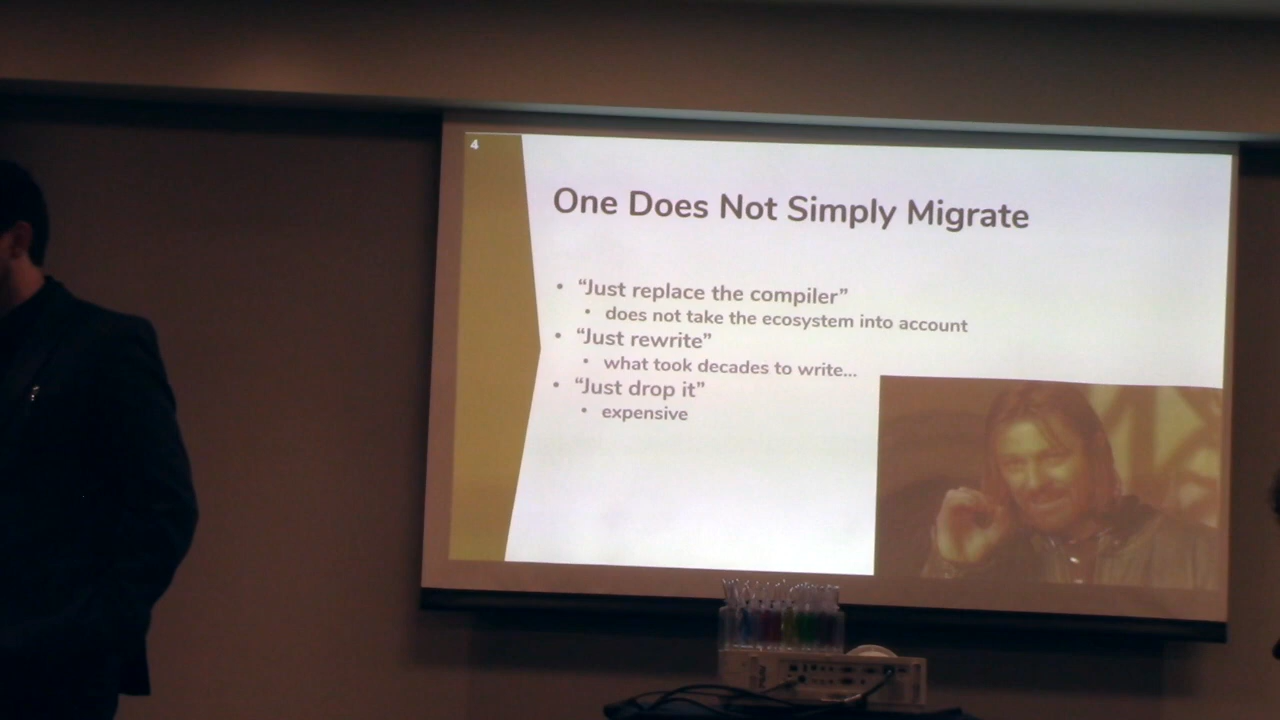 4
One Does Not Simply Migrate
• “Just replace the compiler”
• does not take the ecosystem into account
• “Just rewrite”
• what took decades to write...
• “Just drop it”
• expensive